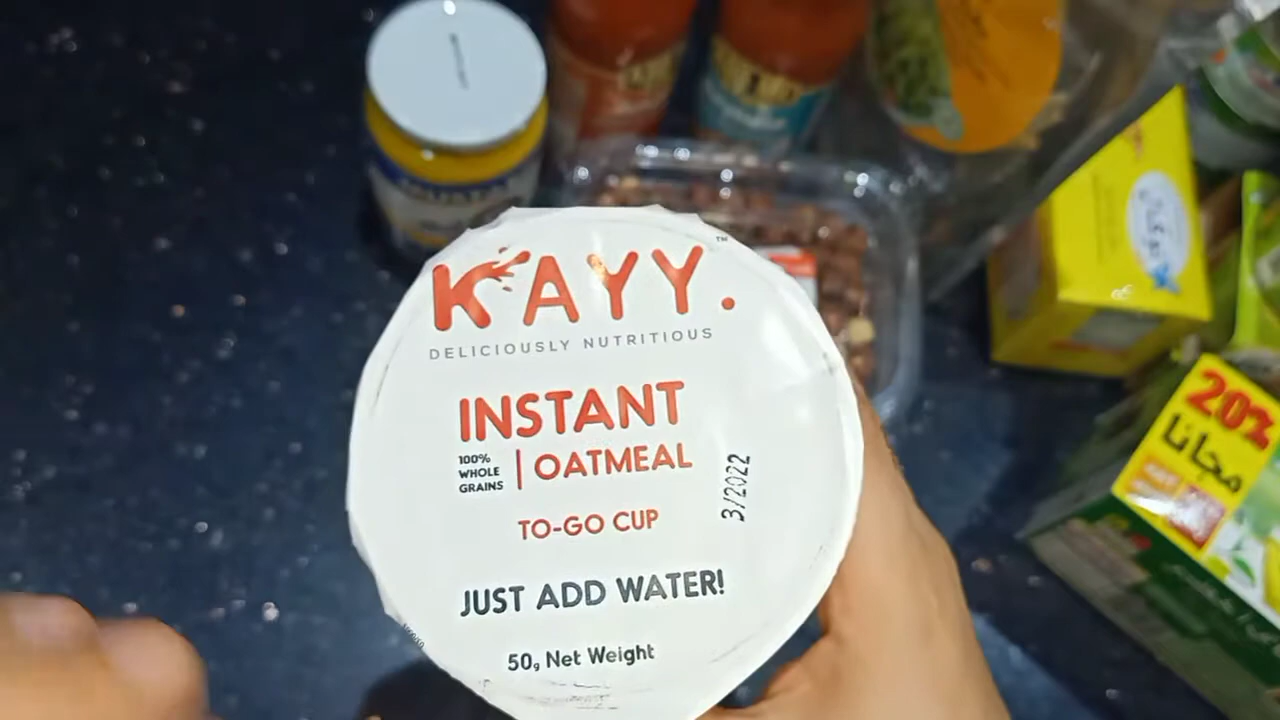 KAYY.
TM
DELICIOUSLY NUTRITIOUS
INSTANT
100%
WHOLE
GRAINS
OATMEAL
TO-GO CUP
3/2022
JUST ADD WATER!
50g Net Weight
20%
مجانا